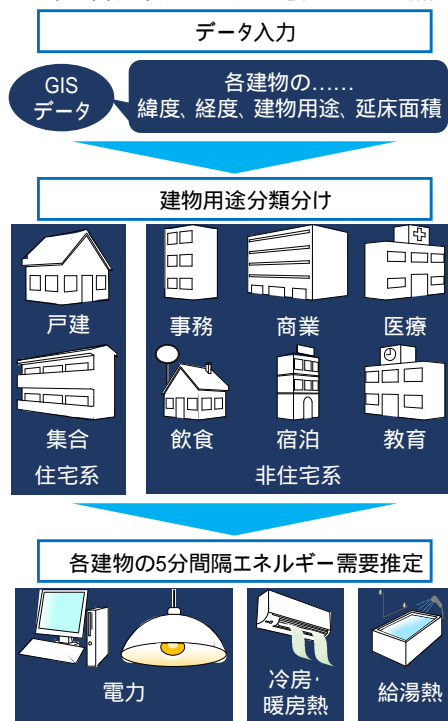 データ入力
GIS
データ
各建物の……
緯度、経度、建物用途、延床面積
建物用途分類分け
戸建
事務
商業
医療
集合
飲食
宿泊
教育
住宅系
非住宅系
各建物の5分間隔エネルギー需要推定
電力
冷房・
暖房熱
給湯熱